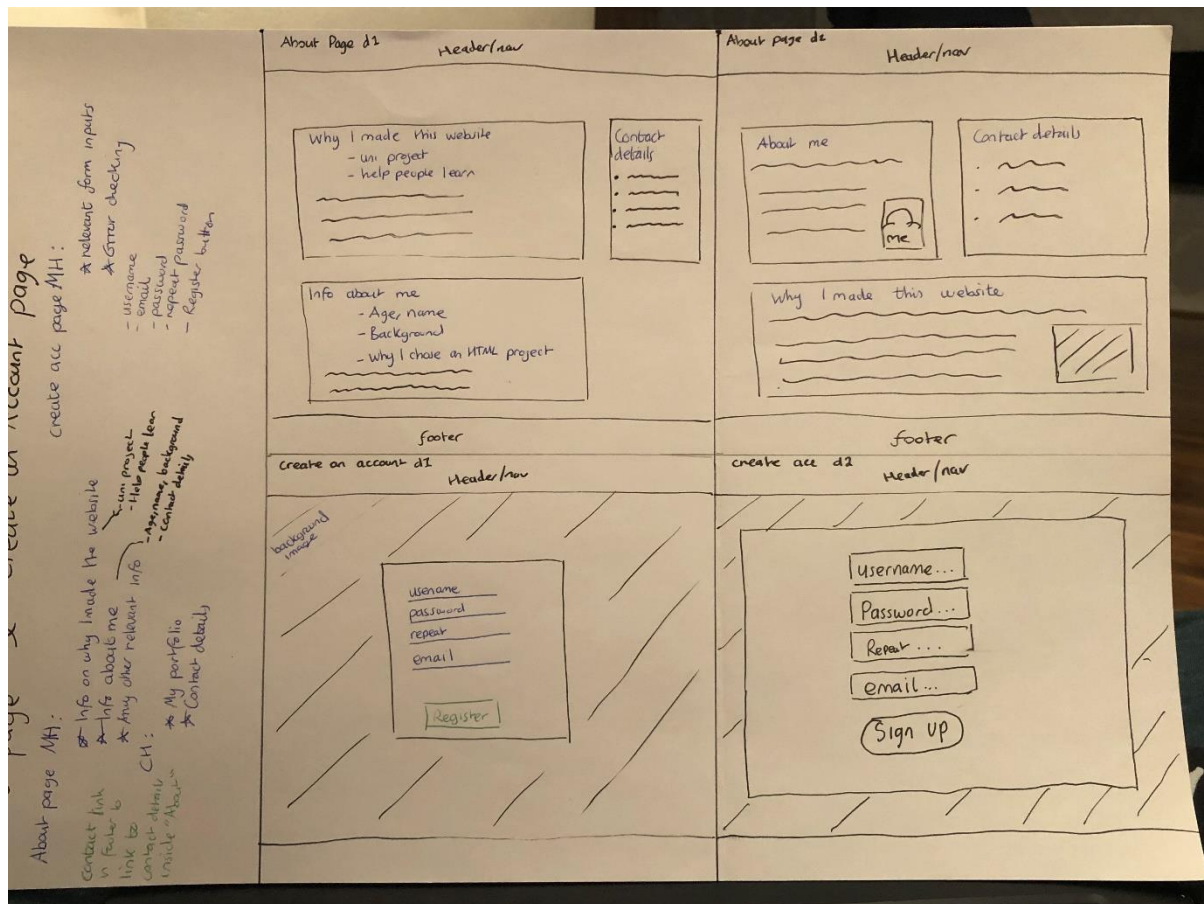 page & Create an Account page
About page MH:
* Info on why I made the website
- uni project
- Help people lean
* Info about me
- Age, name, background
- contact details
* Any other relevant info
CH:
* My portfolio
* Contact details
contact link
in footer to
link to
contact details
inside "About"
Create acc page MH:
* relevant form inputs
* Error checking
- username
- email
- password
- repeat password
- Register button
About Page d1
Header/nav
Why I made this website
- uni project
- help people learn
Contact
details
Info about me
- Age, name
- Background
- Why I chose an HTML project
footer
About page d2
Header/nav
About me
me
Contact details
Why I made this website
footer
create an account d1
Header/nav
background
image
usename
password
repeat
email
Register
create acc d2
Header/nav
username...
Password...
Repeat...
email...
Sign up